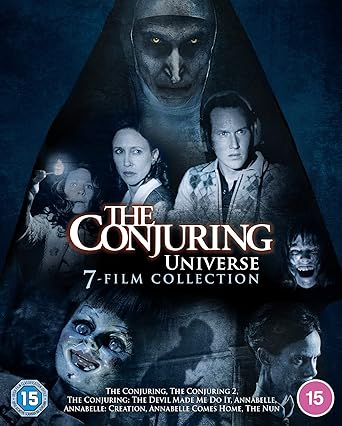 THE
CONJURING
UNIVERSE
7-FILM COLLECTION
THE CONJURING, THE CONJURING 2,
THE CONJURING: THE DEVIL MADE ME DO IT, ANNABELLE,
ANNABELLE: CREATION, ANNABELLE COMES HOME, THE NUN
15
15